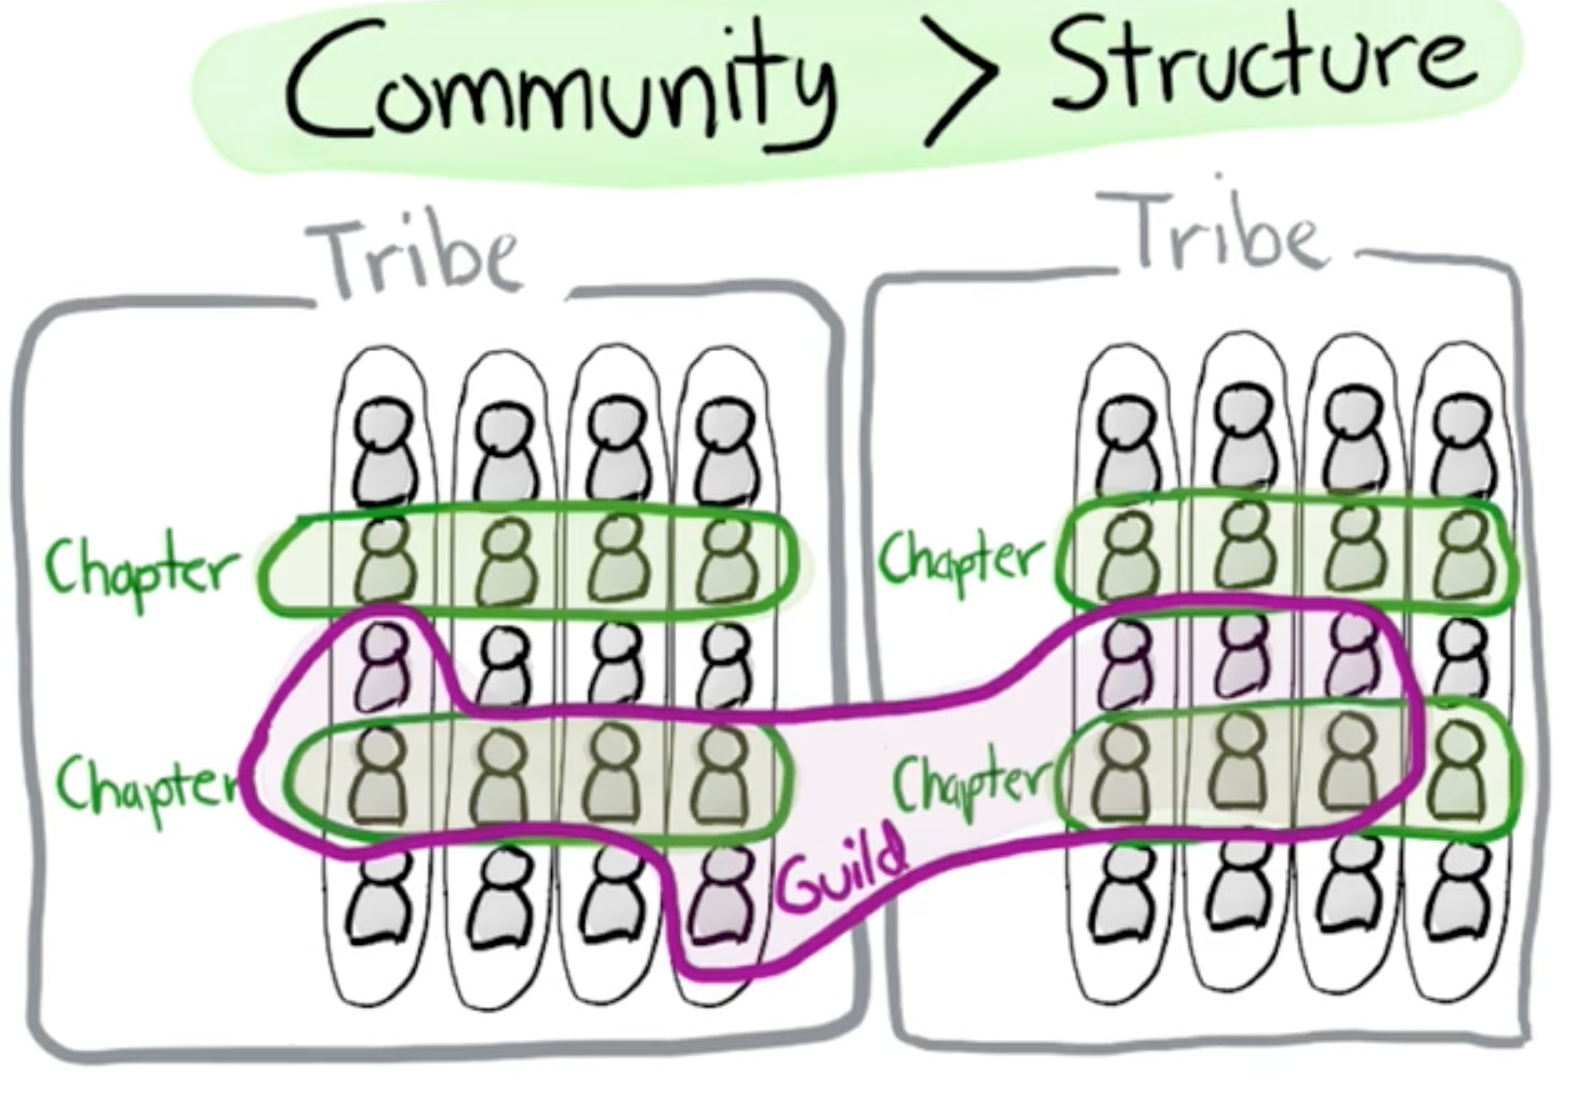 Community > Structure
Tribe
Tribe
Chapter
Chapter
Chapter
Chapter
Guild